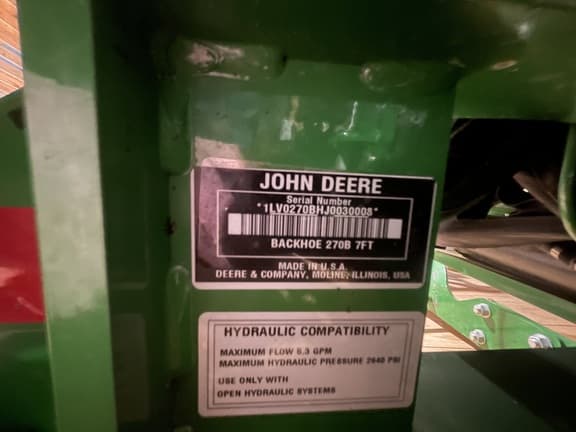 JOHN DEERE
Serial Number
*1LV0270BHJ0030008*
BACKHOE 270B 7FT
MADE IN U.S.A.
DEERE & COMPANY, MOLINE, ILLINOIS, USA
HYDRAULIC COMPATIBILITY
MAXIMUM FLOW 8.3 GPM
MAXIMUM HYDRAULIC PRESSURE 2640 PSI
USE ONLY WITH
OPEN HYDRAULIC SYSTEMS